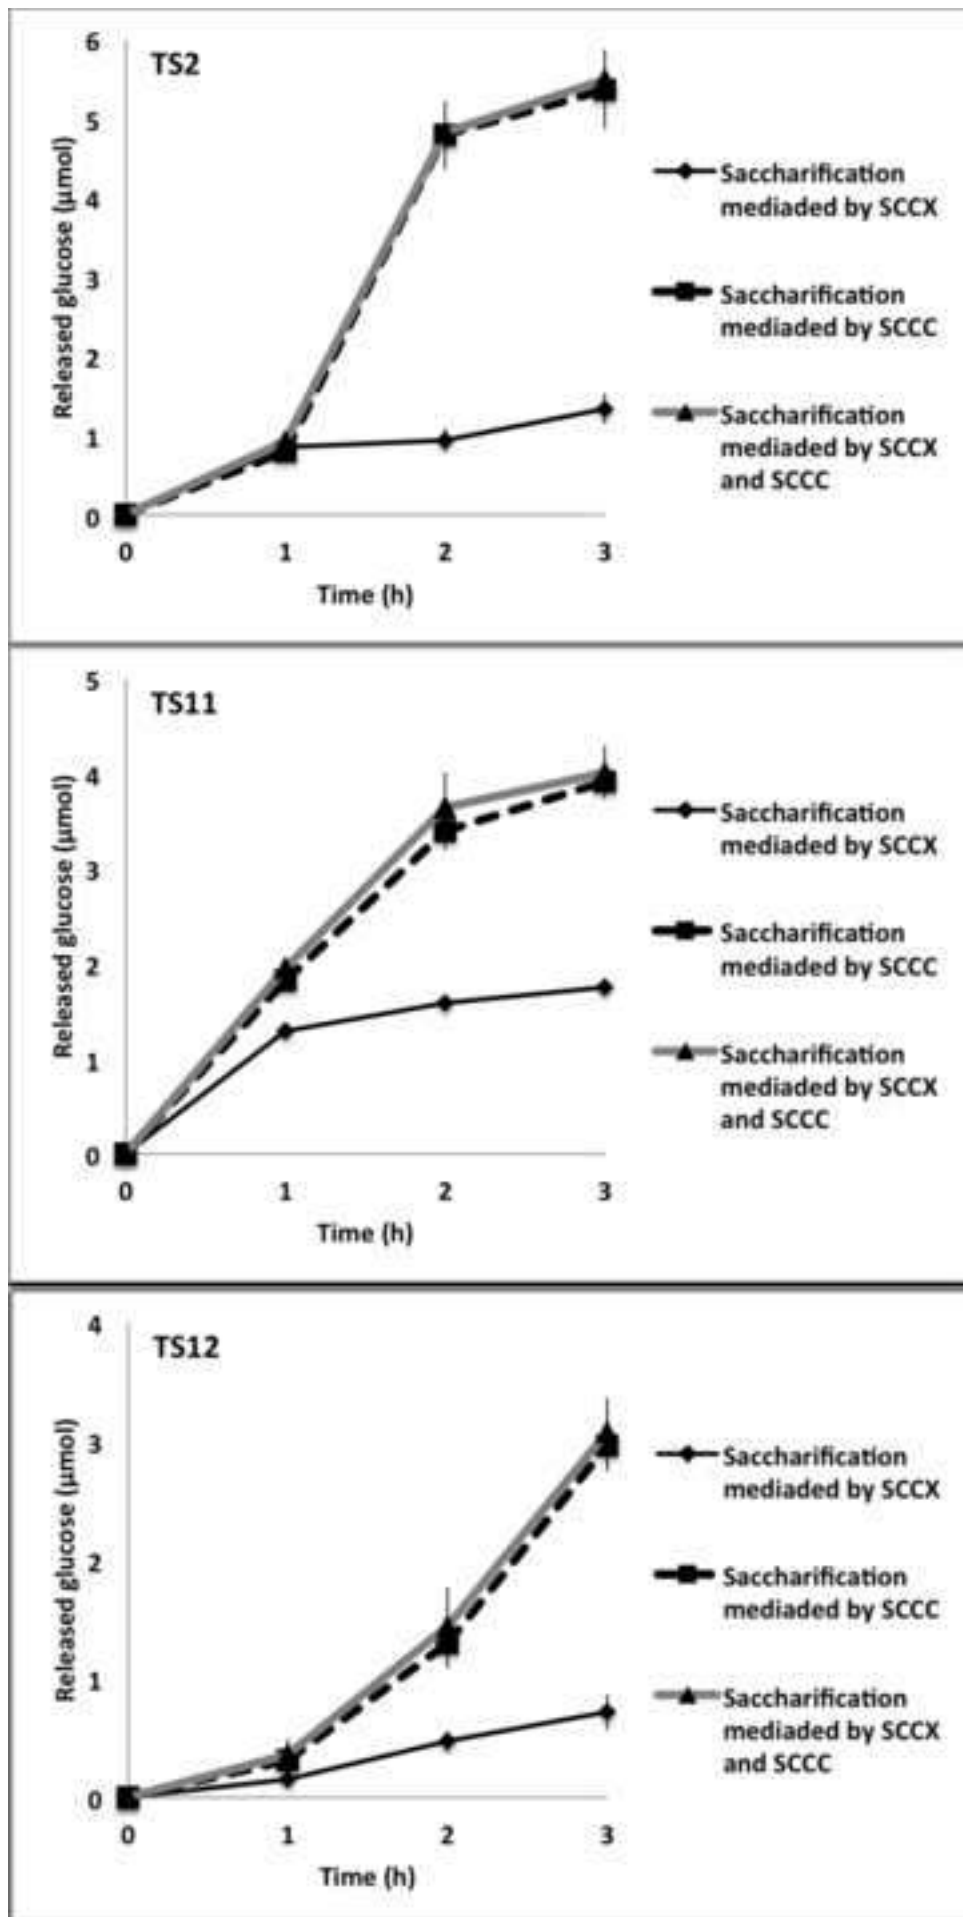 TS2
6
5
4
3
2
1
0
Released glucose (μmol)
0 1 2 3
Time (h)
Saccharification
mediaded by SCCX
Saccharification
mediaded by SCCC
Saccharification
mediaded by SCCX
and SCCC
TS11
5
4
3
2
1
0
Released glucose (μmol)
0 1 2 3
Time (h)
Saccharification
mediaded by SCCX
Saccharification
mediaded by SCCC
Saccharification
mediaded by SCCX
and SCCC
TS12
4
3
2
1
0
Released glucose (μmol)
0 1 2 3
Time (h)
Saccharification
mediaded by SCCX
Saccharification
mediaded by SCCC
Saccharification
mediaded by SCCX
and SCCC